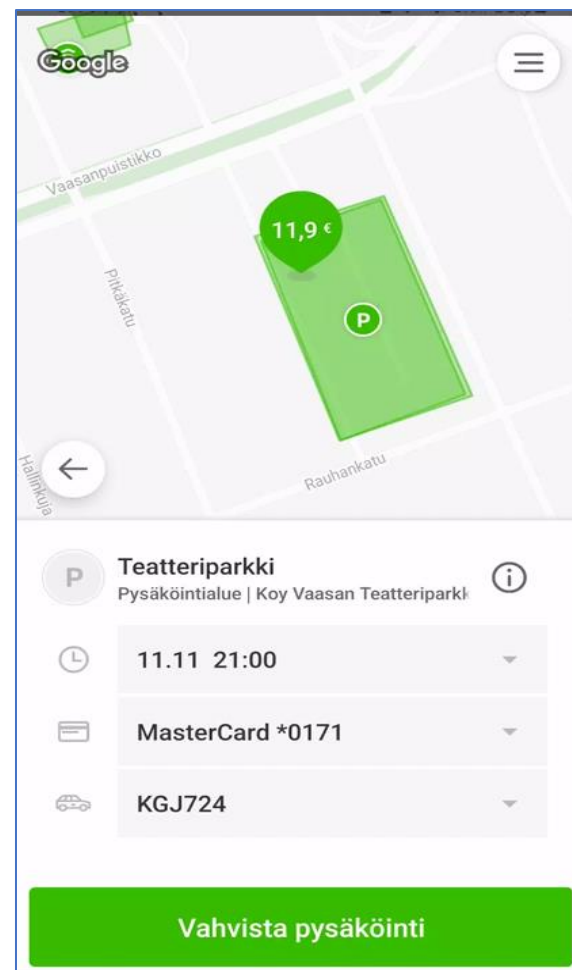 Google
Vaasanpuistikko
11,9 €
Pitkäkatu
P
Hallinkuja
Rauhankatu
P
Teatteriparkki
Pysäköintialue | Koy Vaasan
11.11 21:00
MasterCard *0171
KGJ724
Vahvista pysäköinti